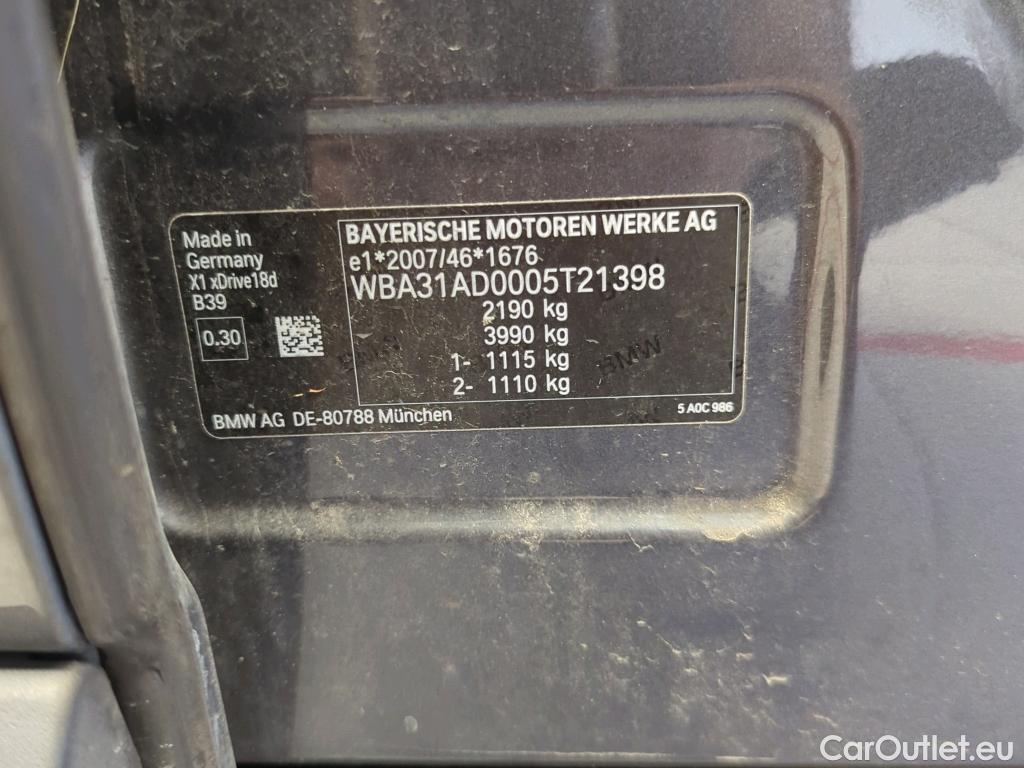 Made in
Germany
X1 xDrive18d
B39
0.30
BAYERISCHE MOTOREN WERKE AG
e1*2007/46*1676
WBA31AD0005T21398
2190 kg
3990 kg
1- 1115 kg
2- 1110 kg
BMW
BMW AG DE-80788 München
5 A0C 986
CarOutlet.eu